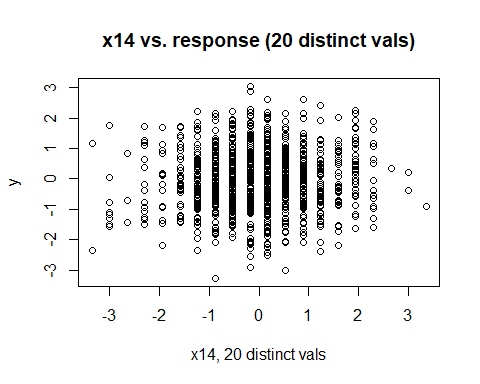 x14 vs. response (20 distinct vals)
3
2
1
0
-1
-2
-3
y
-3 -2 -1 0 1 2 3
x14, 20 distinct vals